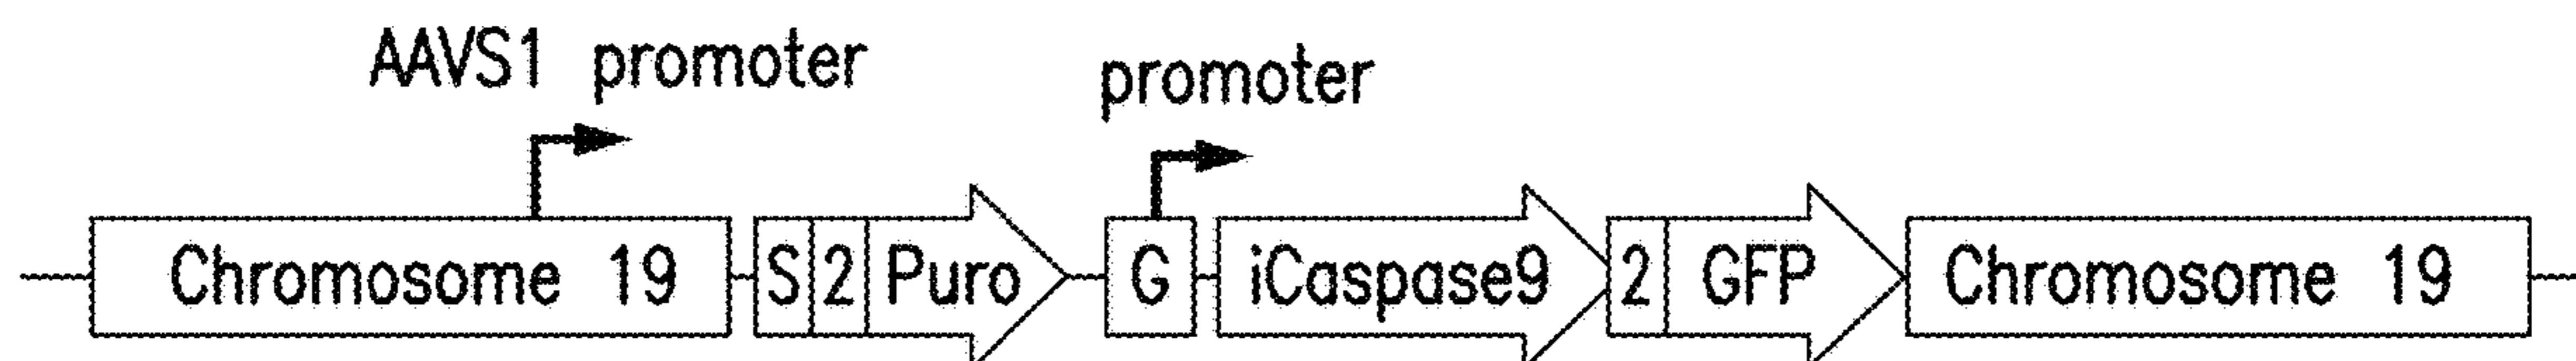 AAVS1 promoter
promoter
Chromosome 19 S 2 Puro G iCaspase9 2 GFP Chromosome 19